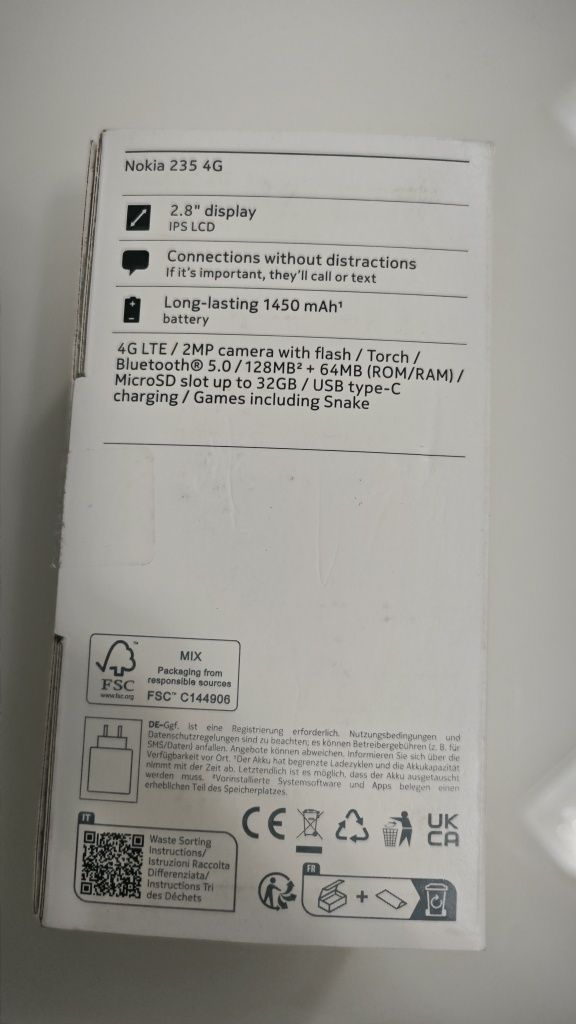 Nokia 235 4G
2.8" display
IPS LCD
Connections without distractions
If it's important, they'll call or text
Long-lasting 1450 mAh¹
battery
4G LTE / 2MP camera with flash / Torch /
Bluetooth® 5.0 / 128MB² + 64MB (ROM/RAM) /
MicroSD slot up to 32GB / USB type-C
charging / Games including Snake
FSC
www.fsc.org
MIX
Packaging from
responsible sources
FSC™ C144906
DE–Ggf. ist eine Registrierung erforderlich. Nutzungsbedingungen und
Datenschutzregelungen sind zu beachten; es können Betreibergebühren (z. B. für
SMS/Daten) anfallen. Angebote können abweichen. Informieren Sie sich über die
Verfügbarkeit vor Ort. ¹Der Akku hat begrenzte Ladezyklen und die Akkukapazität
nimmt mit der Zeit ab. Letztendlich ist es möglich, dass der Akku ausgetauscht
werden muss. ²Vorinstallierte Systemsoftware und Apps belegen einen
erheblichen Teil des Speicherplatzes.
CE
UK
CA
IT
Waste Sorting
Instructions/
Istruzioni Raccolta
Differenziata/
Instructions Tri
des Déchets
FR
+